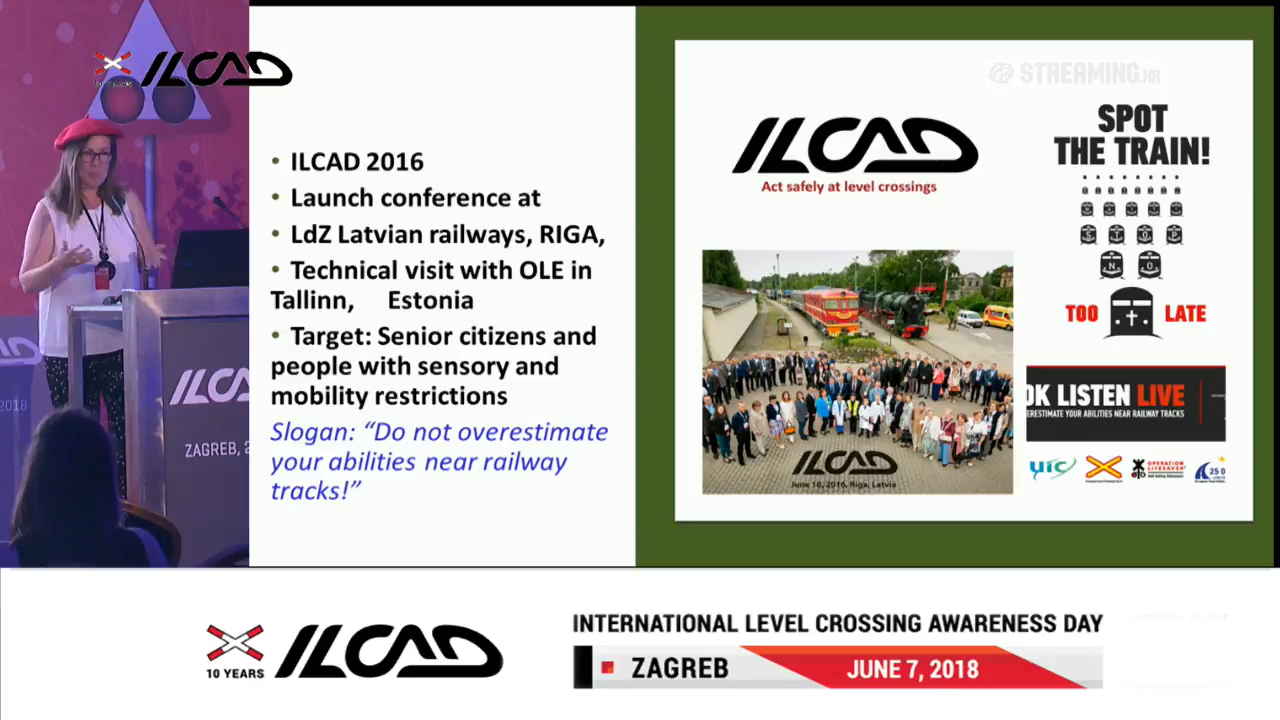 ILCAD
• ILCAD 2016
• Launch conference at
• LdZ Latvian railways, RIGA,
• Technical visit with OLE in
Tallinn, Estonia
• Target: Senior citizens and
people with sensory and
mobility restrictions
Slogan: “Do not overestimate
your abilities near railway
tracks!”
STREAMING.HR
ILCAD
Act safely at level crossings
SPOT
THE TRAIN!
S T O P
N O
TOO LATE
ILCAD
June 10, 2016, Riga, Latvia
OK LISTEN LIVE
ERESTIMATE YOUR ABILITIES NEAR RAILWAY TRACKS
UIC
OPERATION
LIFESAVER
ILCAD
ZAGREB, 2
2018
10 YEARS
ILCAD
INTERNATIONAL LEVEL CROSSING AWARENESS DAY
ZAGREB JUNE 7, 2018